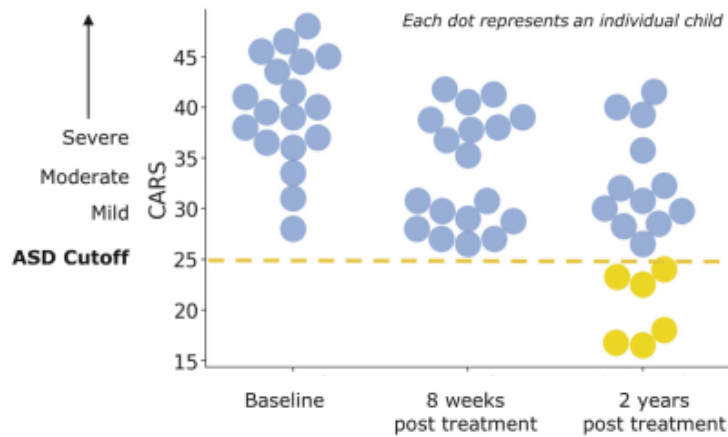 Each dot represents an individual child
Severe
Moderate
Mild
ASD Cutoff
CARS
45
40
35
30
25
20
15
Baseline
8 weeks
post treatment
2 years
post treatment